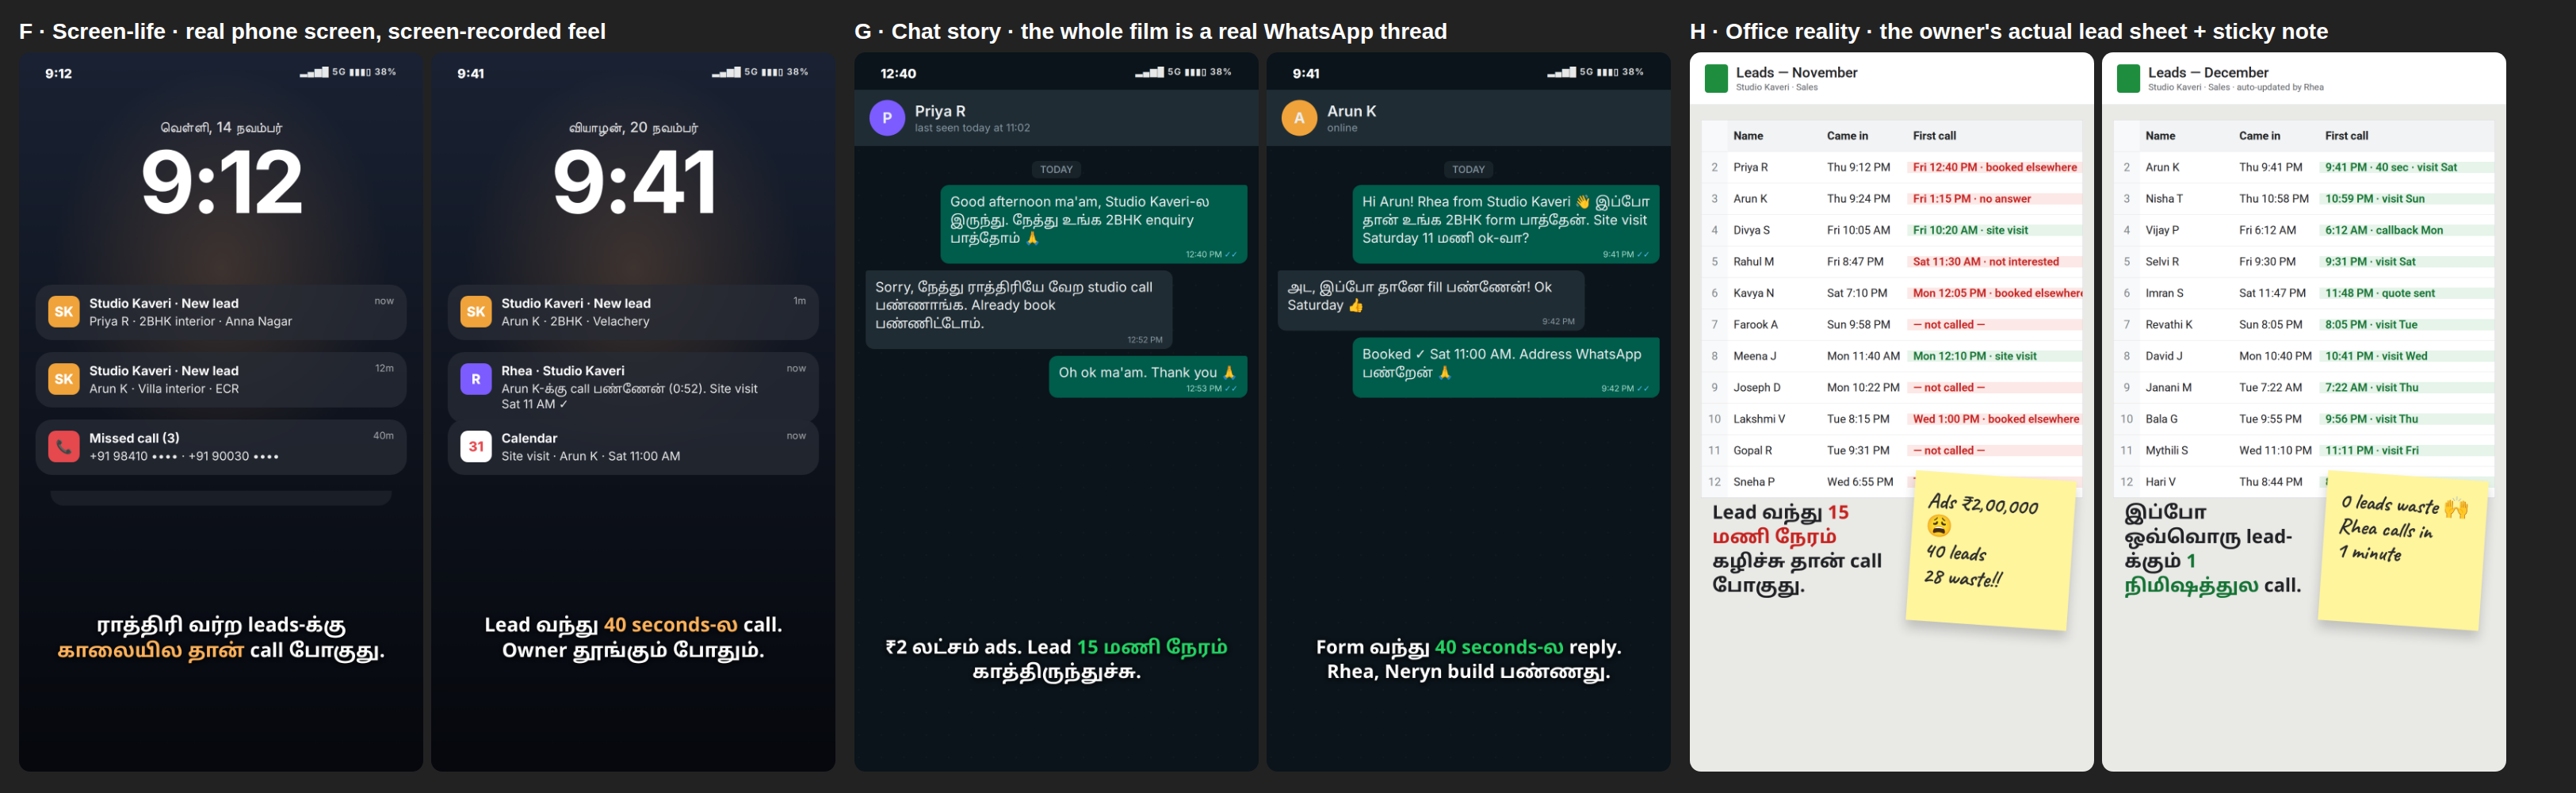 F · Screen-life · real phone screen, screen-recorded feel
9:12
5G 38%
வெள்ளி, 14 நவம்பர்
9:12
SK
Studio Kaveri · New lead
now
Priya R · 2BHK interior · Anna Nagar
SK
Studio Kaveri · New lead
12m
Arun K · Villa interior · ECR
Missed call (3)
40m
+91 98410 •••• · +91 90030 ••••
ராத்திரி வர்ற leads-க்கு
காலையில தான் call போகுது.
9:41
5G 38%
வியாழன், 20 நவம்பர்
9:41
SK
Studio Kaveri · New lead
1m
Arun K · 2BHK · Velachery
R
Rhea · Studio Kaveri
now
Arun K-க்கு call பண்ணேன் (0:52). Site visit
Sat 11 AM ✓
31
Calendar
now
Site visit · Arun K · Sat 11:00 AM
Lead வந்து 40 seconds-ல call.
Owner தூங்கும் போதும்.
G · Chat story · the whole film is a real WhatsApp thread
12:40
5G 38%
P
Priya R
last seen today at 11:02
TODAY
Good afternoon ma'am, Studio Kaveri-ல
இருந்து. நேத்து உங்க 2BHK enquiry
பாத்தோம் 🙏
12:40 PM ✓✓
Sorry, நேத்து ராத்திரியே வேற studio call
பண்ணாங்க. Already book
பண்ணிட்டோம்.
12:52 PM
Oh ok ma'am. Thank you 🙏
12:53 PM ✓✓
₹2 லட்சம் ads. Lead 15 மணி நேரம்
காத்திருந்துச்சு.
9:41
5G 38%
A
Arun K
online
TODAY
Hi Arun! Rhea from Studio Kaveri 👋 இப்போ
தான் உங்க 2BHK form பாத்தேன். Site visit
Saturday 11 மணி ok-வா?
9:41 PM ✓✓
அட, இப்போ தானே fill பண்ணேன்! Ok
Saturday 👍
9:42 PM
Booked ✓ Sat 11:00 AM. Address WhatsApp
பண்றேன் 🙏
9:42 PM ✓✓
Form வந்து 40 seconds-ல reply.
Rhea, Neryn build பண்ணது.
H · Office reality · the owner's actual lead sheet + sticky note
Leads — November
Studio Kaveri · Sales
Name Came in First call
2 Priya R Thu 9:12 PM Fri 12:40 PM · booked elsewhere
3 Arun K Thu 9:24 PM Fri 1:15 PM · no answer
4 Divya S Fri 10:05 AM Fri 10:20 AM · site visit
5 Rahul M Fri 8:47 PM Sat 11:30 AM · not interested
6 Kavya N Sat 7:10 PM Mon 12:05 PM · booked elsewhere
7 Farook A Sun 9:58 PM — not called —
8 Meena J Mon 11:40 AM Mon 12:10 PM · site visit
9 Joseph D Mon 10:22 PM — not called —
10 Lakshmi V Tue 8:15 PM Wed 1:00 PM · booked elsewhere
11 Gopal R Tue 9:31 PM — not called —
12 Sneha P Wed 6:55 PM
Lead வந்து 15
மணி நேரம்
கழிச்சு தான் call
போகுது.
Ads ₹2,00,000
😩
40 leads
28 waste!!
Leads — December
Studio Kaveri · Sales · auto-updated by Rhea
Name Came in First call
2 Arun K Thu 9:41 PM 9:41 PM · 40 sec · visit Sat
3 Nisha T Thu 10:58 PM 10:59 PM · visit Sun
4 Vijay P Fri 6:12 AM 6:12 AM · callback Mon
5 Selvi R Fri 9:30 PM 9:31 PM · visit Sat
6 Imran S Sat 11:47 PM 11:48 PM · quote sent
7 Revathi K Sun 8:05 PM 8:05 PM · visit Tue
8 David J Mon 10:40 PM 10:41 PM · visit Wed
9 Janani M Tue 7:22 AM 7:22 AM · visit Thu
10 Bala G Tue 9:55 PM 9:56 PM · visit Thu
11 Mythili S Wed 11:10 PM 11:11 PM · visit Fri
12 Hari V Thu 8:44 PM
இப்போ
ஒவ்வொரு lead-
க்கும் 1
நிமிஷத்துல call.
0 leads waste 🙌
Rhea calls in
1 minute